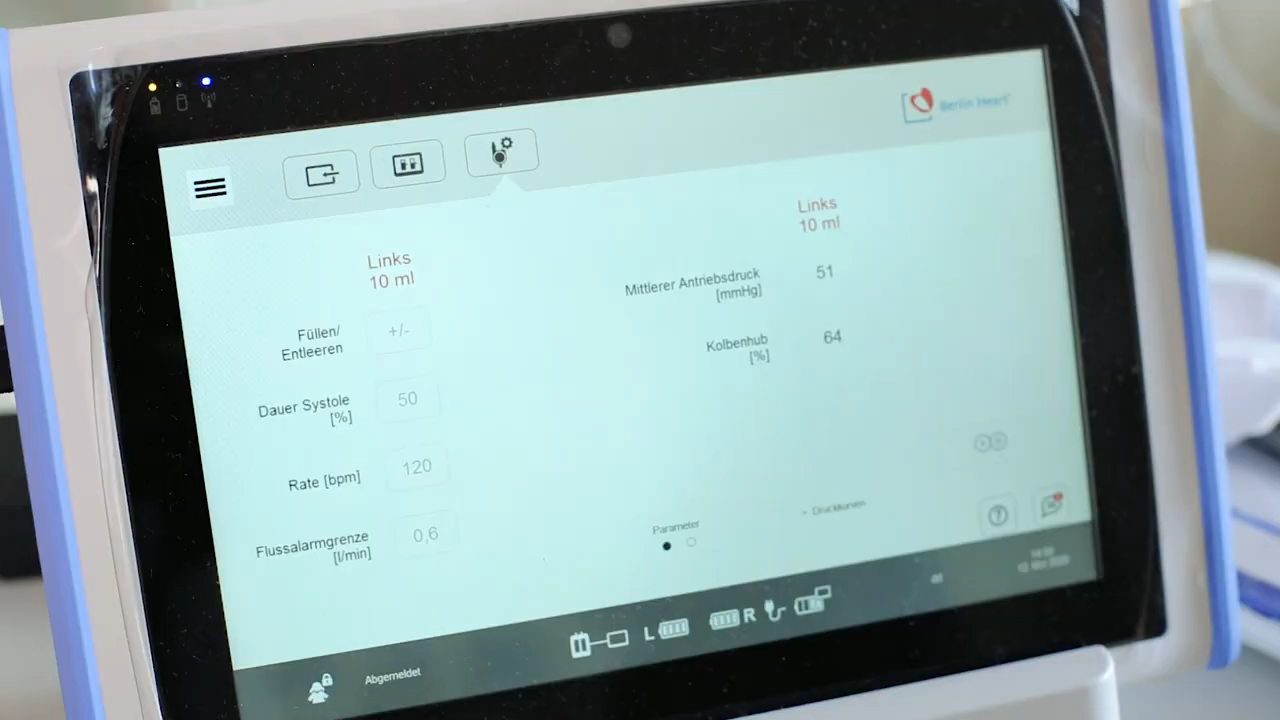 Berlin Heart
Links
10 ml
Füllen/
Entleeren
+/-
Dauer Systole
[%]
50
Rate [bpm]
120
Flussalarmgrenze
[l/min]
0,6
Links
10 ml
Mittlerer Antriebsdruck
[mmHg]
51
Kolbenhub
[%]
64
Parameter
Druckkurven
?
L
R
Abgemeldet